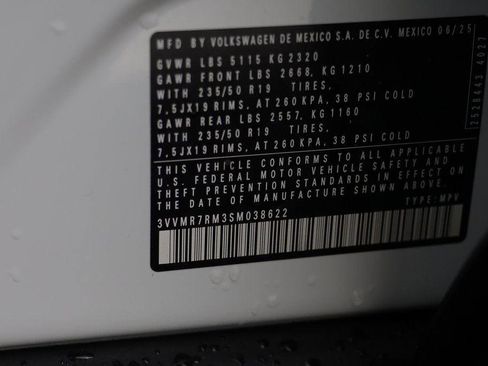 MFD BY VOLKSWAGEN DE MEXICO S.A. DE C.V. MEXICO 06/25
GVWR LBS 5115 KG 2320
GAWR FRONT LBS 2668, KG 1210
WITH 235/50 R19 TIRES,
7,5JX19 RIMS, AT 260 KPA, 38 PSI COLD
GAWR REAR LBS 2557, KG 1160
WITH 235/50 R19 TIRES,
7,5JX19 RIMS, AT 260 KPA, 38 PSI COLD
THIS VEHICLE CONFORMS TO ALL APPLICABLE
U.S. FEDERAL MOTOR VEHICLE SAFETY AND
THEFT PREVENTION STANDARDS IN EFFECT ON
THE DATE OF MANUFACTURE SHOWN ABOVE.
3VVMR7RM3SM038622 TYPE: MPV
2528443 4027